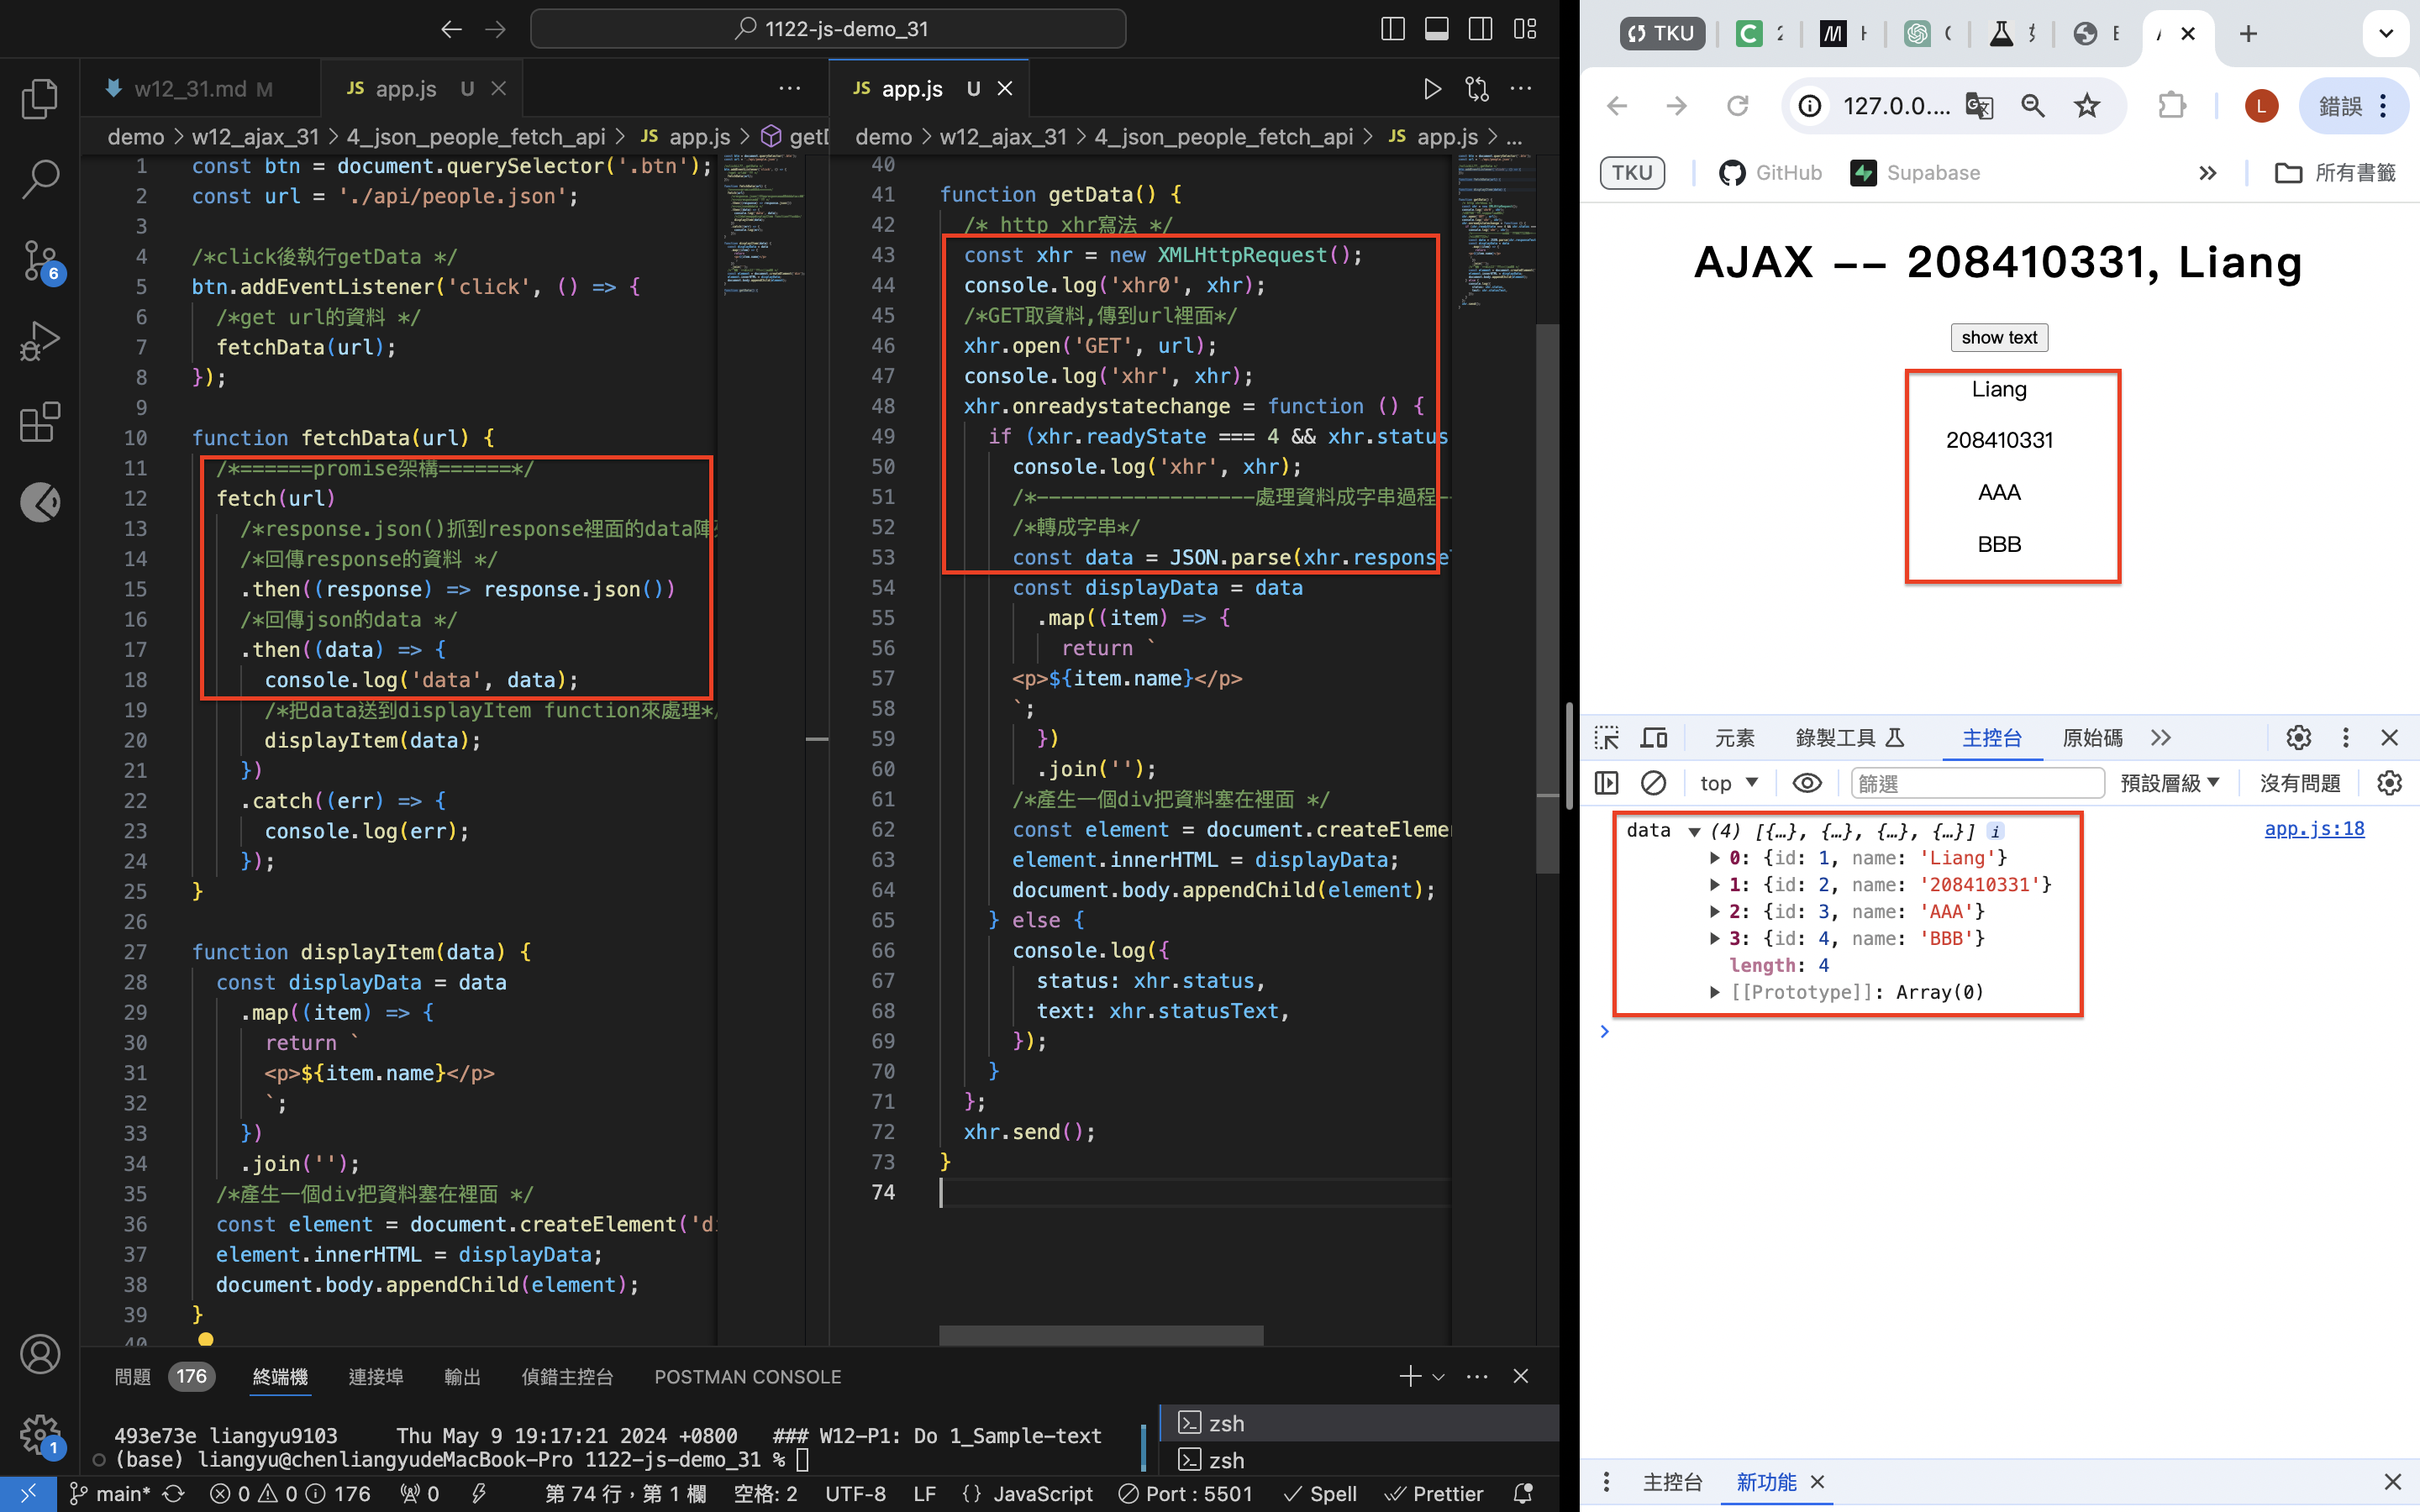 1122-js-demo_31
w12_31.md M
JS app.js U
JS app.js U
demo > w12_ajax_31 > 4_json_people_fetch_api > JS app.js >
demo > w12_ajax_31 > 4_json_people_fetch_api > JS app.js > ...
1 const btn = document.querySelector('.btn');
2 const url = './api/people.json';
3
4 /*click後執行getData */
5 btn.addEventListener('click', () => {
6 /*get url的資料 */
7 fetchData(url);
8 });
9
10 function fetchData(url) {
11 /*======promise架構======*/
12 fetch(url)
13 /*response.json()抓到response裡面的data陣
14 /*回傳response的資料 */
15 .then((response) => response.json())
16 /*回傳json的data */
17 .then((data) => {
18 console.log('data', data);
19 /*把data送到displayItem function來處理*/
20 displayItem(data);
21 })
22 .catch((err) => {
23 console.log(err);
24 });
25 }
26
27 function displayItem(data) {
28 const displayData = data
29 .map((item) => {
30 return `
31 <p>${item.name}</p>
32 `;
33 })
34 .join('');
35 /*產生一個div把資料塞在裡面 */
36 const element = document.createElement('di
37 element.innerHTML = displayData;
38 document.body.appendChild(element);
39 }
40
40
41 function getData() {
42 /* http xhr寫法 */
43 const xhr = new XMLHttpRequest();
44 console.log('xhr0', xhr);
45 /*GET取資料,傳到url裡面*/
46 xhr.open('GET', url);
47 console.log('xhr', xhr);
48 xhr.onreadystatechange = function () {
49 if (xhr.readyState === 4 && xhr.status
50 console.log('xhr', xhr);
51 /*------------------處理資料成字串過程--
52 /*轉成字串*/
53 const data = JSON.parse(xhr.response
54 const displayData = data
55 .map((item) => {
56 return `
57 <p>${item.name}</p>
58 `;
59 })
60 .join('');
61 /*產生一個div把資料塞在裡面 */
62 const element = document.createEleme
63 element.innerHTML = displayData;
64 document.body.appendChild(element);
65 } else {
66 console.log({
67 status: xhr.status,
68 text: xhr.statusText,
69 });
70 }
71 };
72 xhr.send();
73 }
74
問題 176 終端機 連接埠 輸出 偵錯主控台 POSTMAN CONSOLE
493e73e liangyu9103 Thu May 9 19:17:21 2024 +0800 ### W12-P1: Do 1_Sample-text
(base) liangyu@chenliangyudeMacBook-Pro 1122-js-demo_31 %
zsh
zsh
6
1
main* 0 0 176 0 第 74 行，第 1 欄 空格: 2 UTF-8 LF {} JavaScript Port : 5501 Spell Prettier
TKU
127.0.0.... L 錯誤
TKU GitHub Supabase 所有書籤
AJAX -- 208410331, Liang
show text
Liang
208410331
AAA
BBB
元素 錄製工具 主控台 原始碼
top 篩選 預設層級 沒有問題
data (4) [{…}, {…}, {…}, {…}] i app.js:18
0: {id: 1, name: 'Liang'}
1: {id: 2, name: '208410331'}
2: {id: 3, name: 'AAA'}
3: {id: 4, name: 'BBB'}
length: 4
[[Prototype]]: Array(0)
主控台 新功能